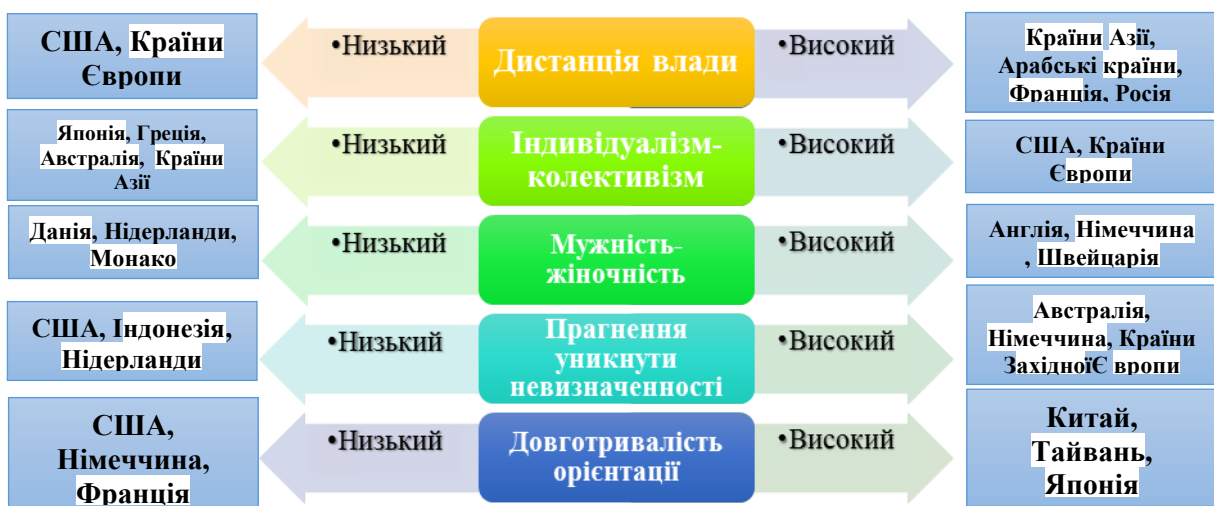 США, Країни
Європи
•Низький
Дистанція влади
•Високий
Країни Азії,
Арабські країни,
Франція, Росія
Японія, Греція,
Австралія, Країни
Азії
•Низький
Індивідуалізм-
колективізм
•Високий
США, Країни
Європи
Данія, Нідерланди,
Монако
•Низький
Мужність-
жіночність
•Високий
Англія, Німеччина
, Швейцарія
США, Індонезія,
Нідерланди
•Низький
Прагнення
уникнути
невизначенності
•Високий
Австралія,
Німеччина, Країни
ЗахідноїЄ вропи
США,
Німеччина,
Франція
•Низький
Довготривалість
орієнтації
•Високий
Китай,
Тайвань,
Японія